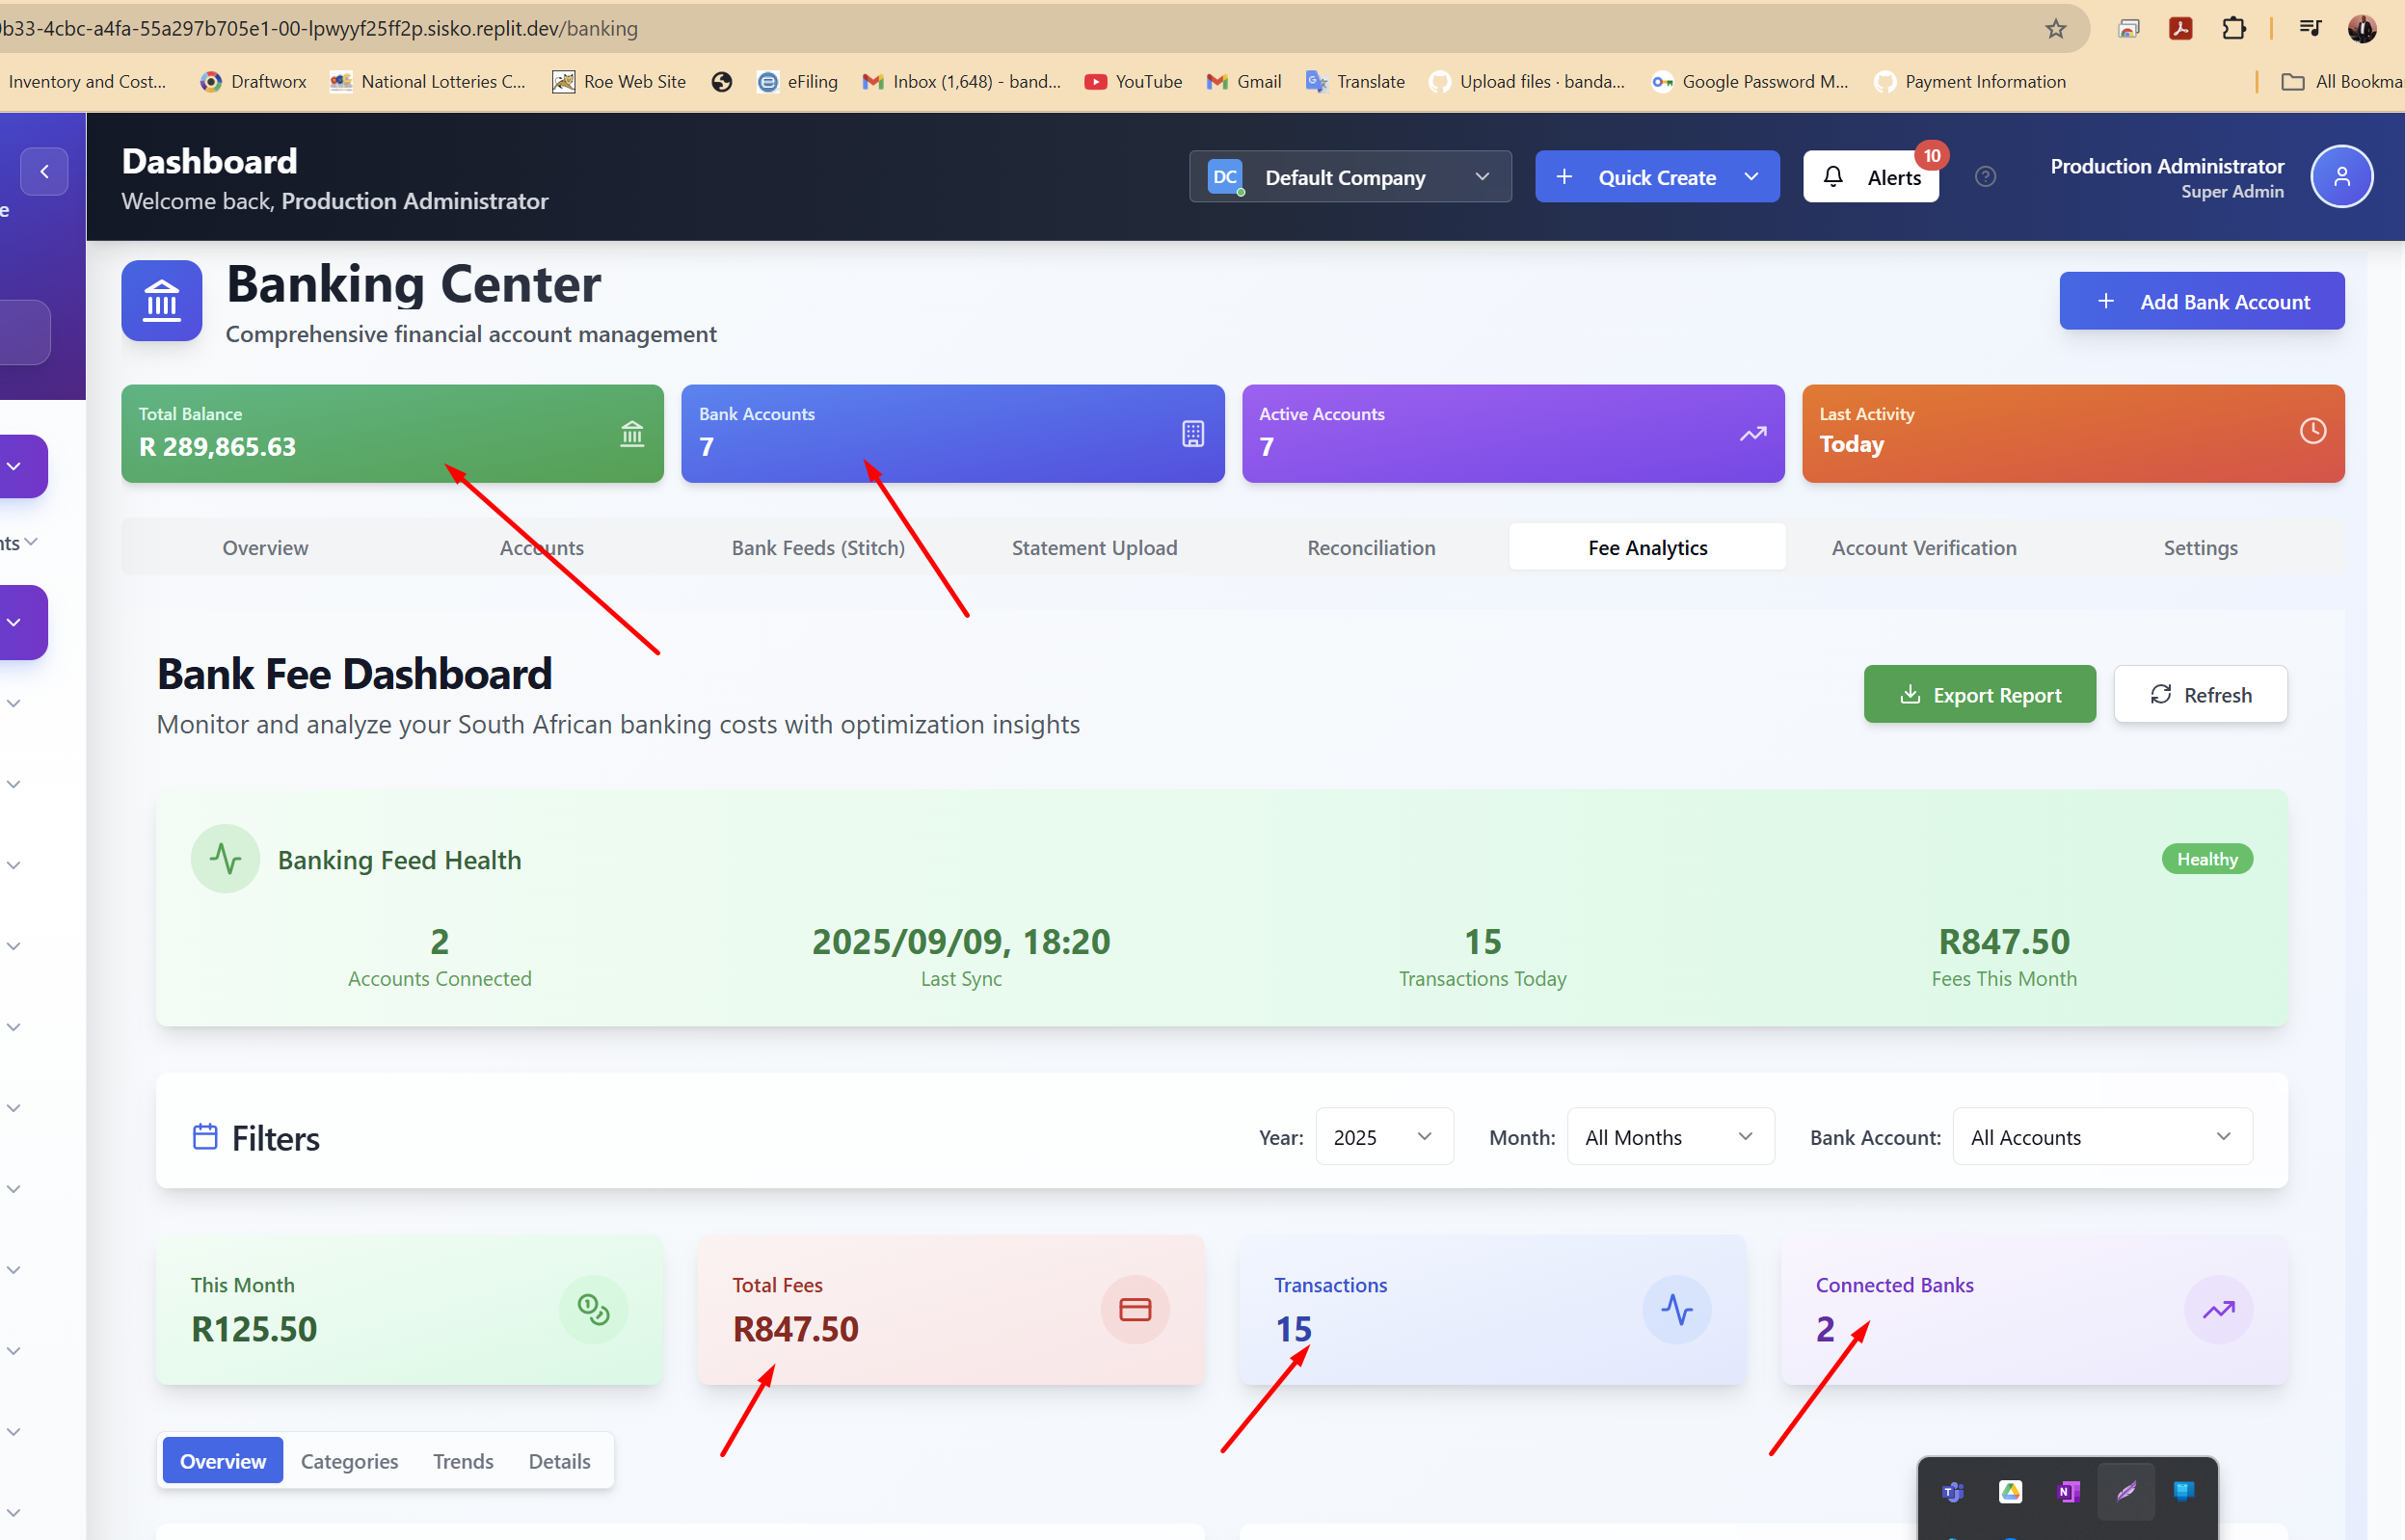 0b33-4cbc-a4fa-55a297b705e1-00-lpwyyf25ff2p.sisko.replit.dev/banking
Inventory and Cost... Draftworx National Lotteries C... Roe Web Site eFiling Inbox (1,648) - band... YouTube Gmail Translate Upload files · banda... Google Password M... Payment Information All Bookma
Dashboard
Welcome back, Production Administrator
DC Default Company
Quick Create
Alerts
10
Production Administrator
Super Admin
e
Banking Center
Comprehensive financial account management
Add Bank Account
Total Balance
R 289,865.63
Bank Accounts
7
Active Accounts
7
Last Activity
Today
nts
Overview Accounts Bank Feeds (Stitch) Statement Upload Reconciliation Fee Analytics Account Verification Settings
Bank Fee Dashboard
Monitor and analyze your South African banking costs with optimization insights
Export Report
Refresh
Banking Feed Health
Healthy
2
Accounts Connected
2025/09/09, 18:20
Last Sync
15
Transactions Today
R847.50
Fees This Month
Filters
Year: 2025 Month: All Months Bank Account: All Accounts
This Month
R125.50
Total Fees
R847.50
Transactions
15
Connected Banks
2
Overview Categories Trends Details